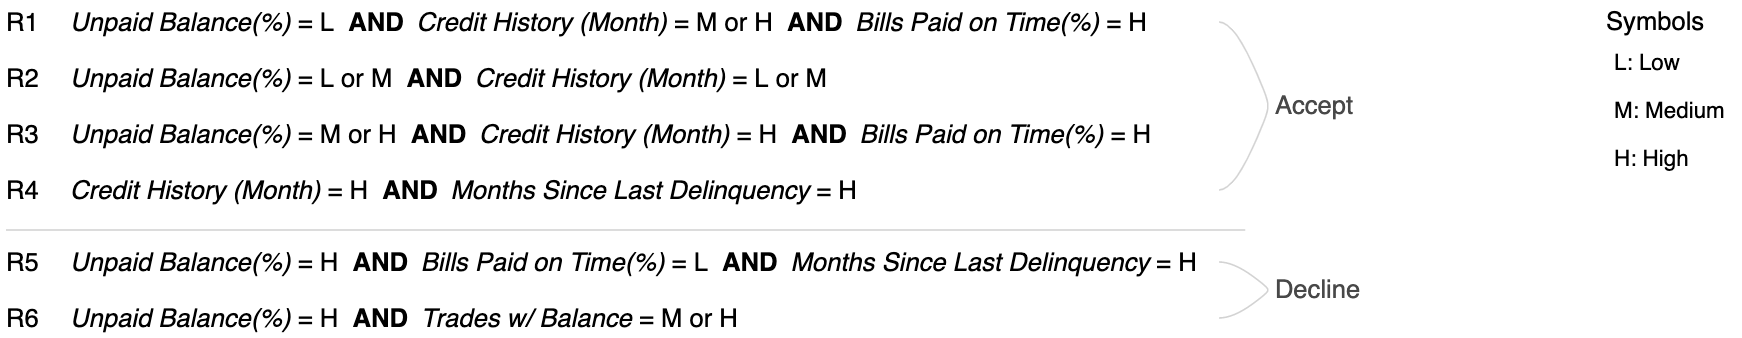 R1 Unpaid Balance(%) = L AND Credit History (Month) = M or H AND Bills Paid on Time(%) = H
R2 Unpaid Balance(%) = L or M AND Credit History (Month) = L or M
R3 Unpaid Balance(%) = M or H AND Credit History (Month) = H AND Bills Paid on Time(%) = H
R4 Credit History (Month) = H AND Months Since Last Delinquency = H
Accept
R5 Unpaid Balance(%) = H AND Bills Paid on Time(%) = L AND Months Since Last Delinquency = H
R6 Unpaid Balance(%) = H AND Trades w/ Balance = M or H
Decline
Symbols
L: Low
M: Medium
H: High